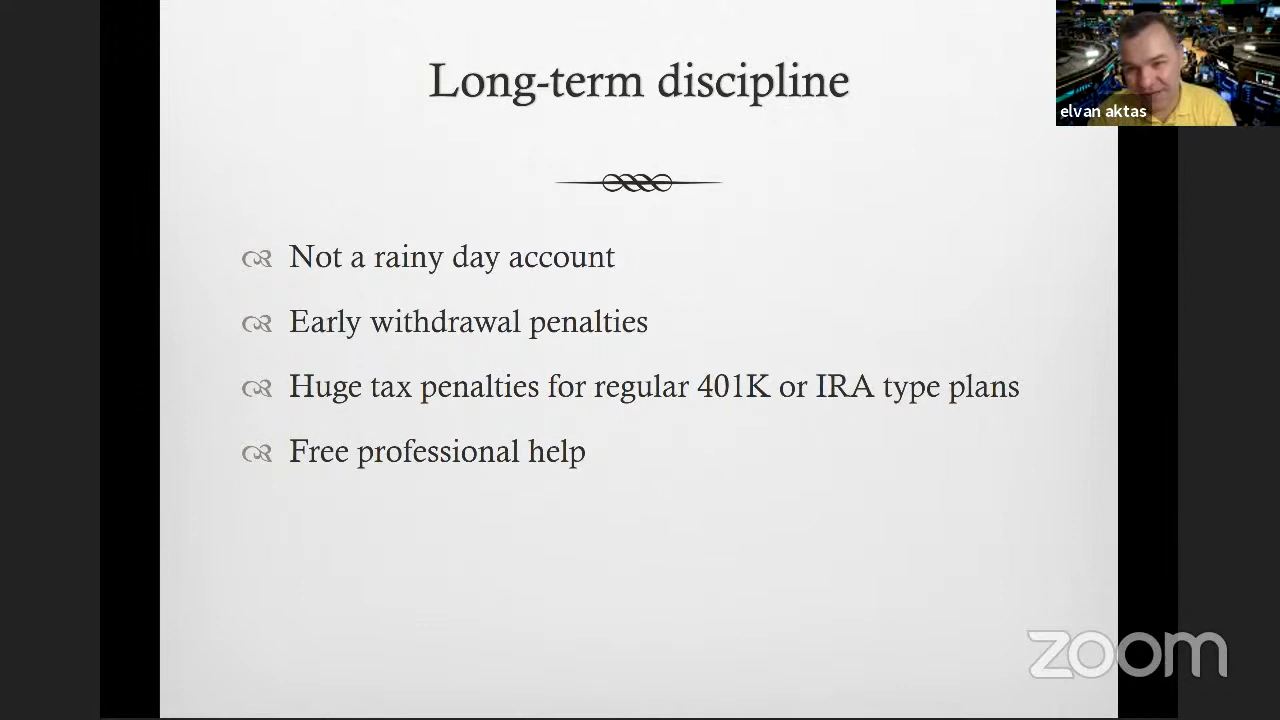 Long-term discipline
elvan aktas
Not a rainy day account
Early withdrawal penalties
Huge tax penalties for regular 401K or IRA type plans
Free professional help
zoom